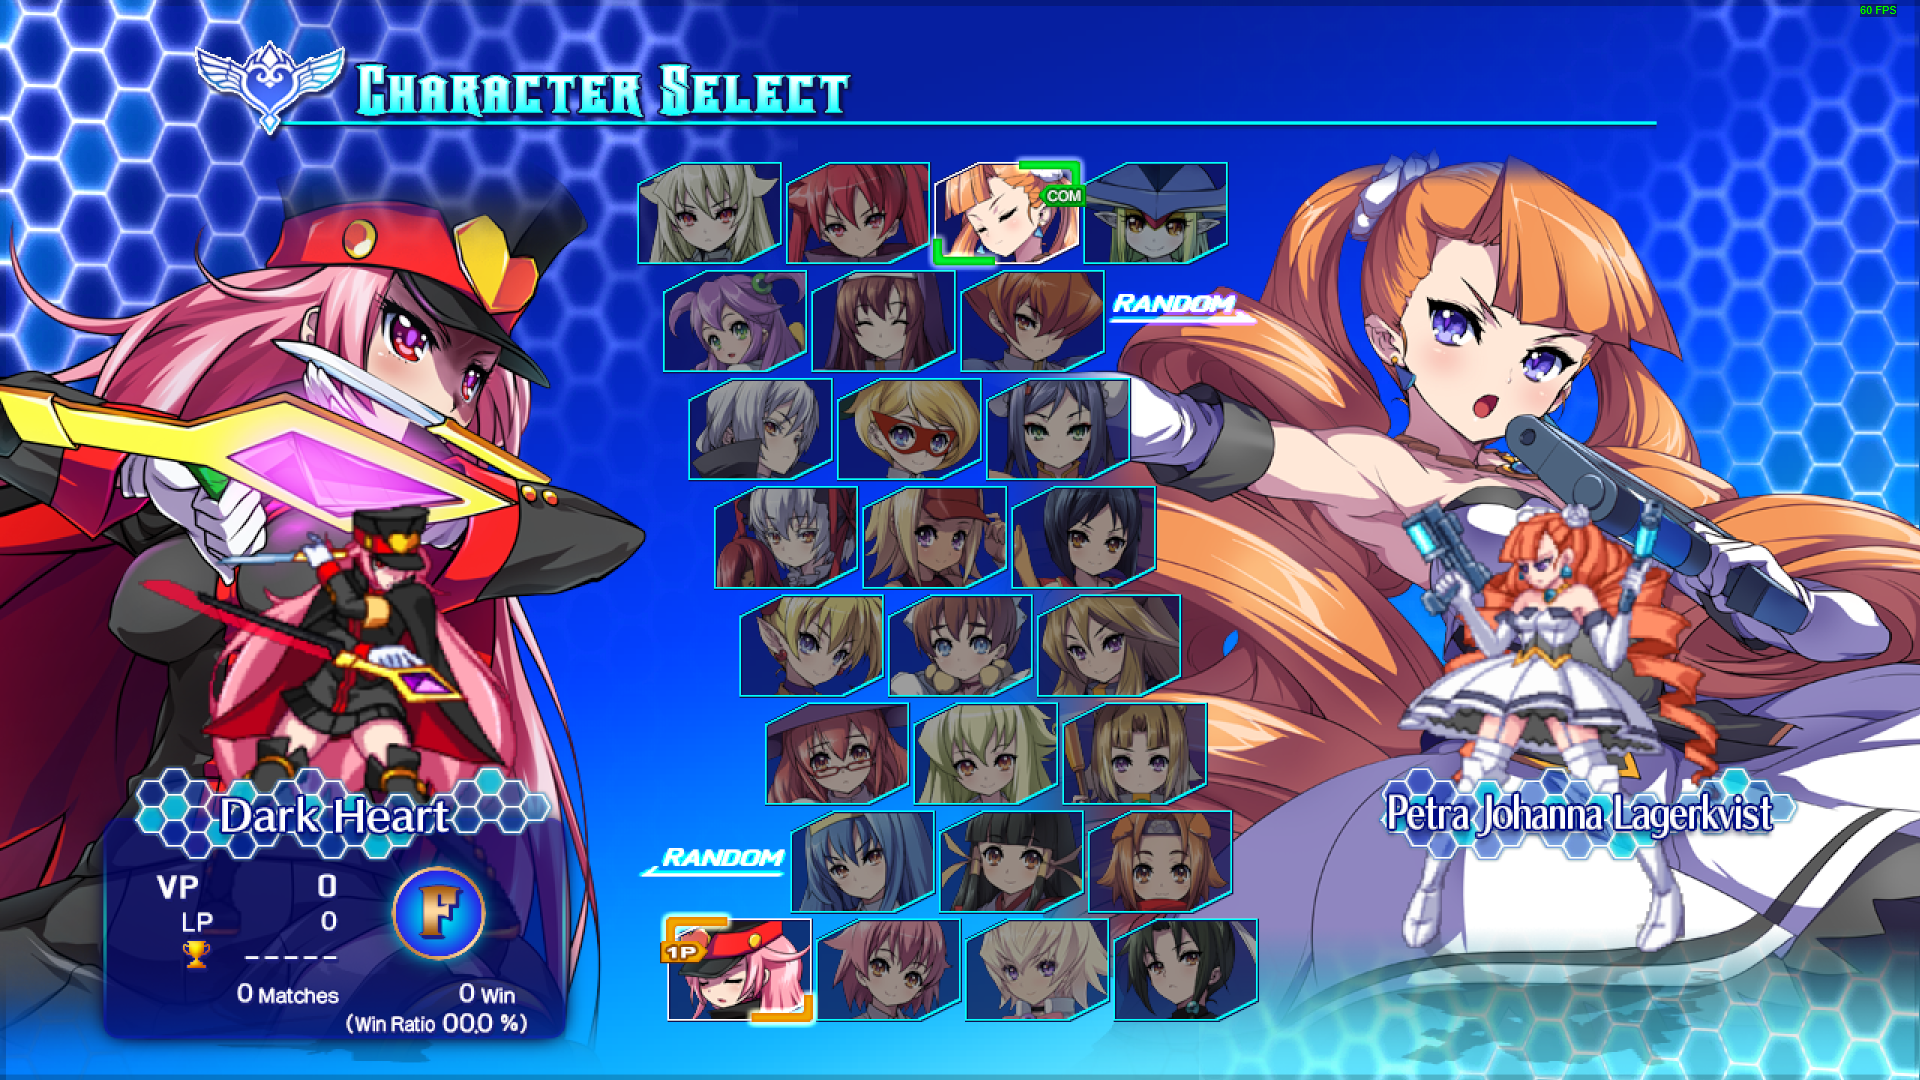 60 FPS
Character Select
COM
Random
Random
1P
Dark Heart
Petra Johanna Lagerkvist
VP 0
LP 0
F
-----
0 Matches 0 Win
(Win Ratio 00.0 %)